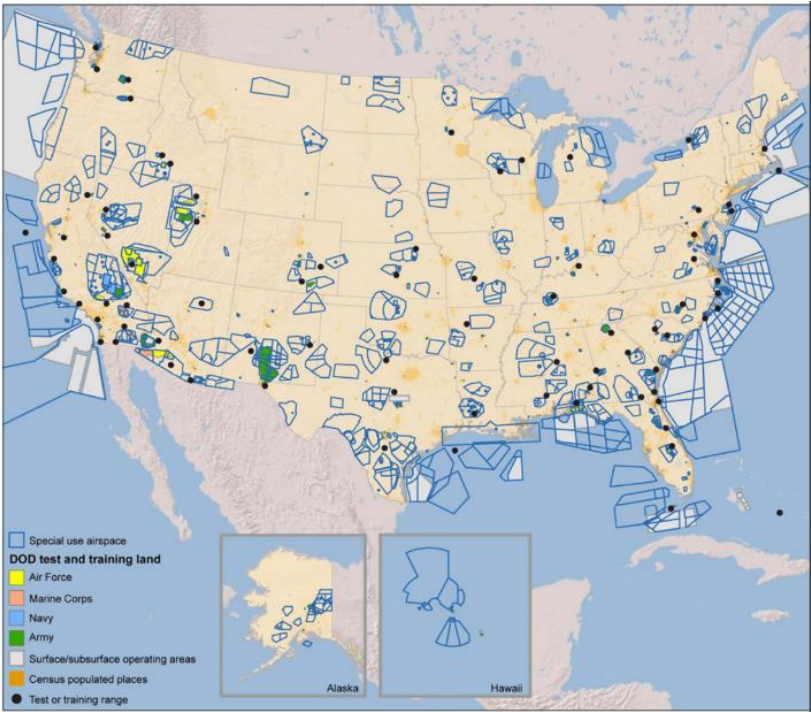 Special use airspace
DOD test and training land
Air Force
Marine Corps
Navy
Army
Surface/subsurface operating areas
Census populated places
Test or training range
Alaska
Hawaii